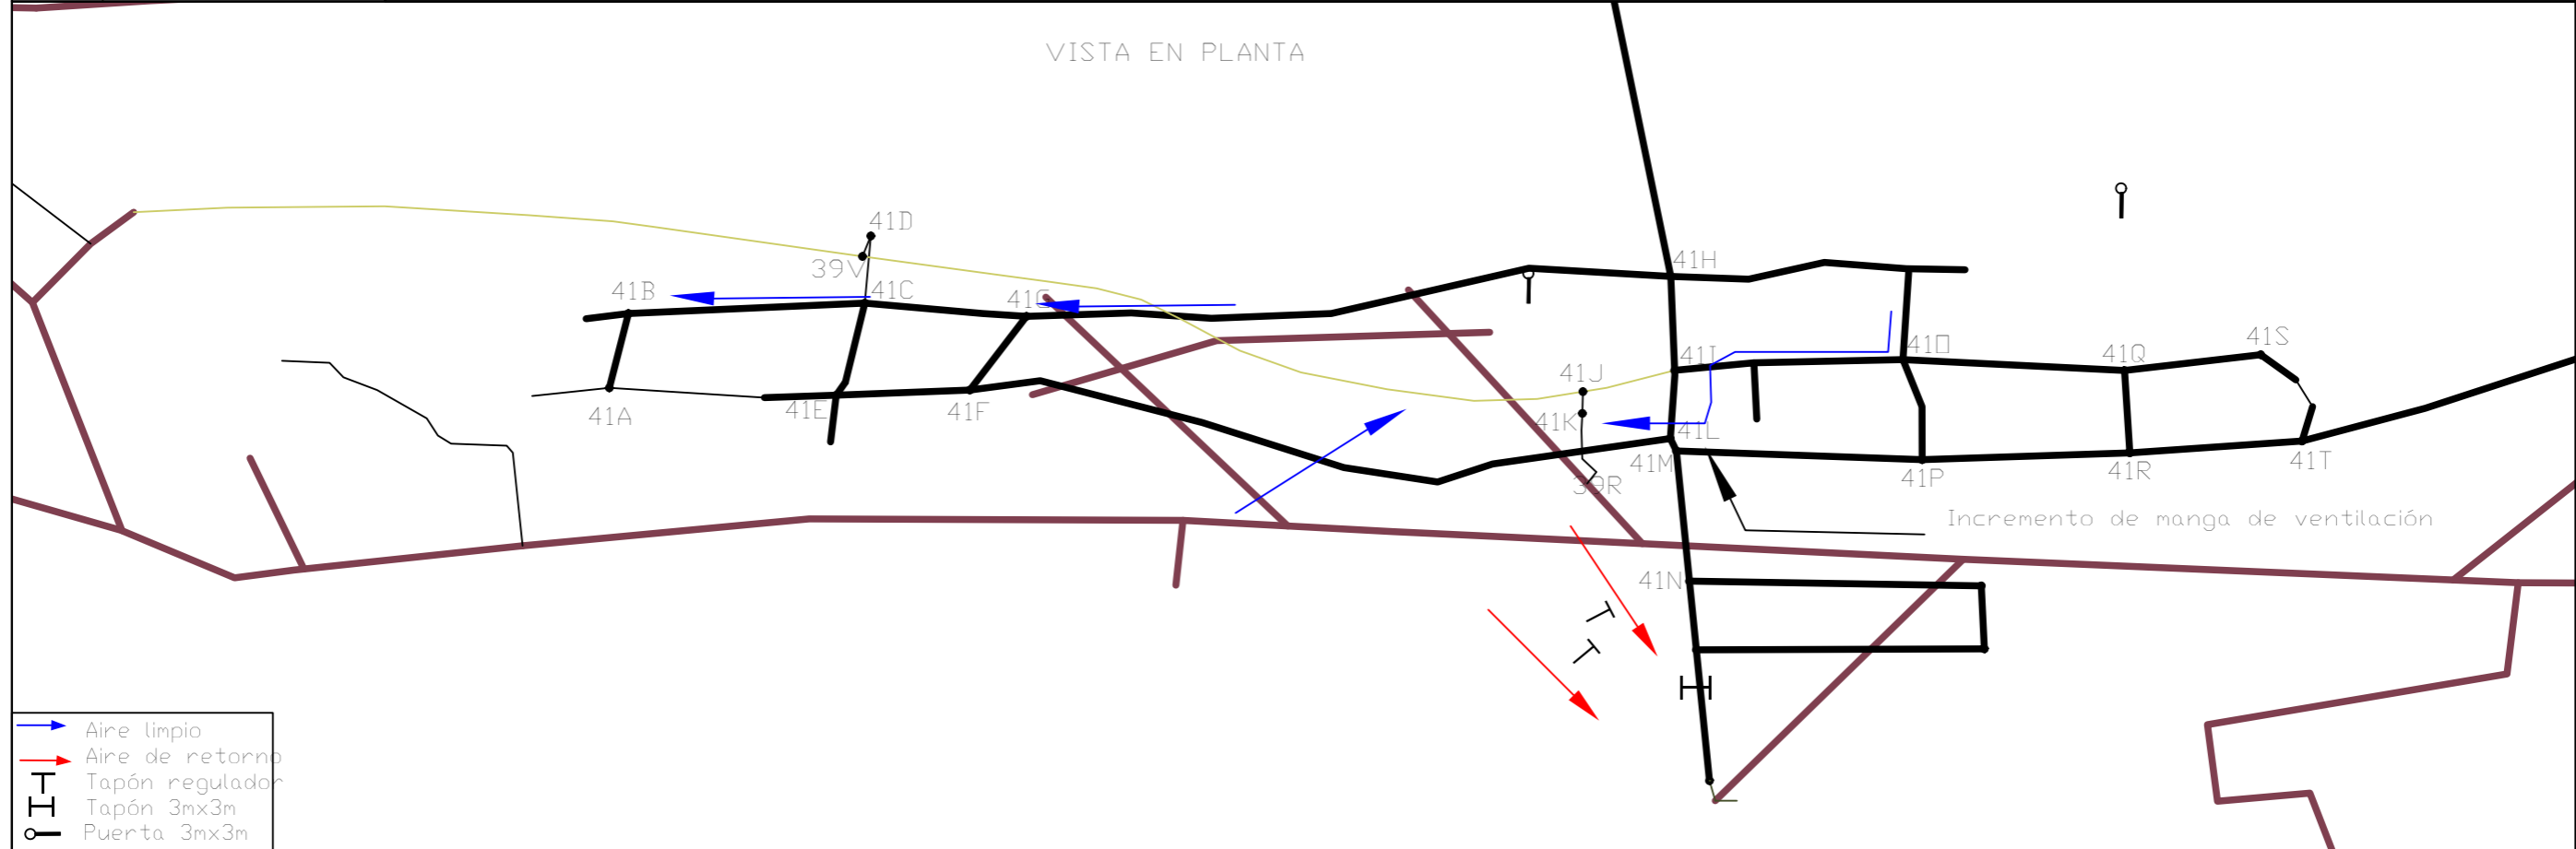 VISTA EN PLANTA
41D
39V
41B
41C
41G
41H
41A
41E
41F
41J
41K
39R
41I
41L
41M
41O
41P
41Q
41R
41S
41T
Incremento de manga de ventilación
41N
Aire limpio
Aire de retorno
Tapón regulador
Tapón 3mx3m
Puerta 3mx3m